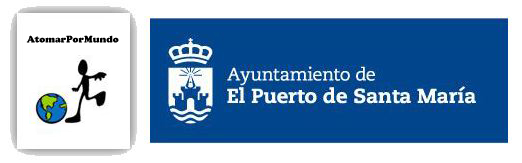 AtomarPorMundo
Ayuntamiento de
El Puerto de Santa María